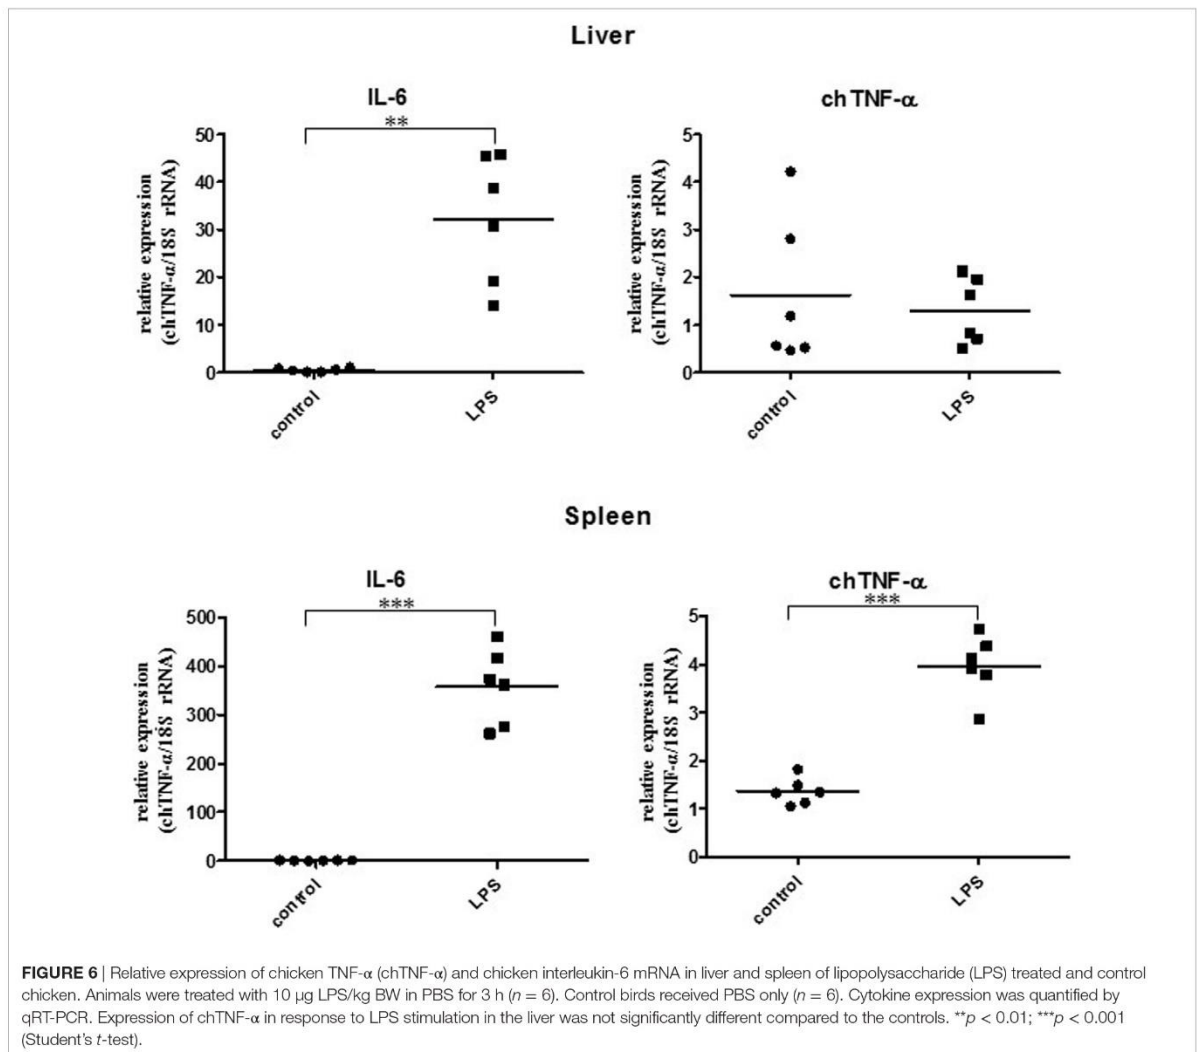 Liver
IL-6
**
relative expression
(chTNF-α/18S rRNA)
50
40
30
20
10
0
control
LPS
chTNF-α
relative expression
(chTNF-α/18S rRNA)
5
4
3
2
1
0
control
LPS
Spleen
IL-6
***
relative expression
(chTNF-α/18S rRNA)
500
400
300
200
100
0
control
LPS
chTNF-α
***
relative expression
(chTNF-α/18S rRNA)
5
4
3
2
1
0
control
LPS
FIGURE 6 | Relative expression of chicken TNF-α (chTNF-α) and chicken interleukin-6 mRNA in liver and spleen of lipopolysaccharide (LPS) treated and control
chicken. Animals were treated with 10 µg LPS/kg BW in PBS for 3 h (n = 6). Control birds received PBS only (n = 6). Cytokine expression was quantified by
qRT-PCR. Expression of chTNF-α in response to LPS stimulation in the liver was not significantly different compared to the controls. **p < 0.01; ***p < 0.001
(Student's t-test).